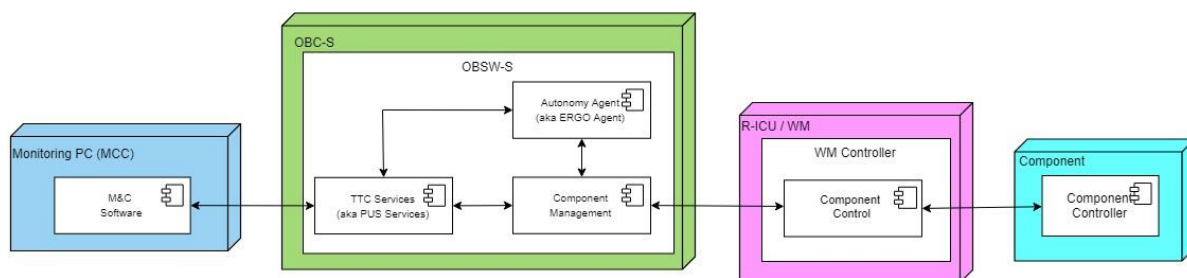 Monitoring PC (MCC)
M&C
Software
OBC-S
OBSW-S
Autonomy Agent
(aka ERGO Agent)
TTC Services
(aka PUS Services)
Component
Management
R-ICU / WM
WM Controller
Component
Control
Component
Component
Controller